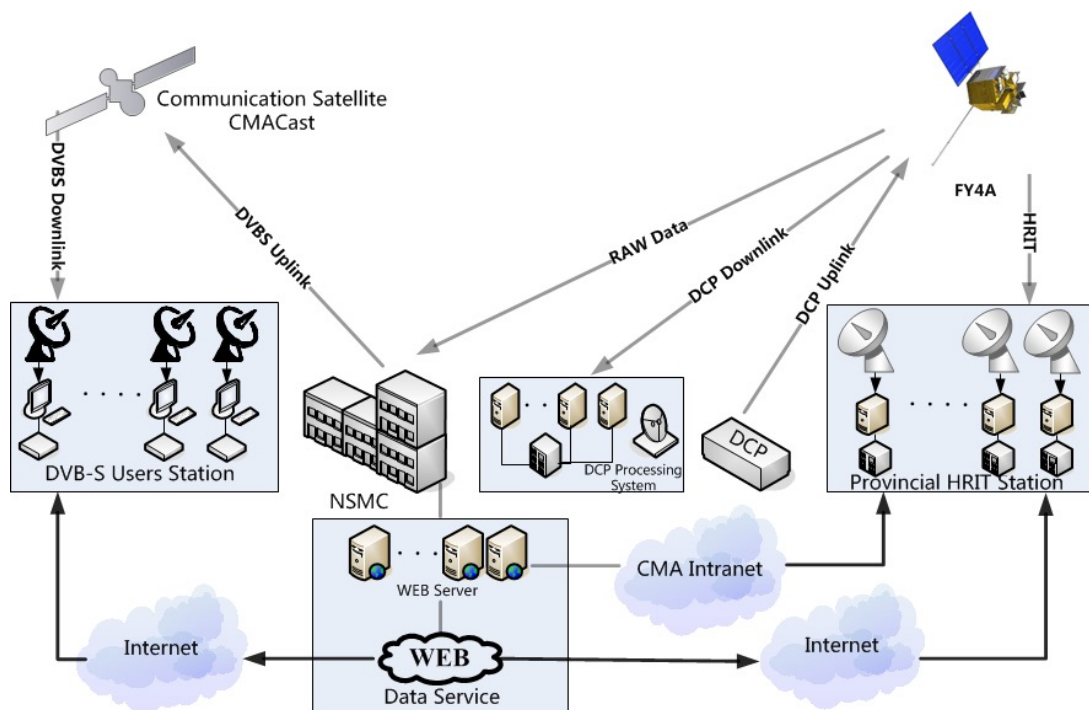 Communication Satellite
CMACast
FY4A
DVBS Downlink
DVBS Uplink
RAW Data
DCP Downlink
DCP Uplink
HRIT
DVB-S Users Station
NSMC
DCP Processing
System
DCP
Provincial HRIT Station
WEB Server
CMA Intranet
Internet
WEB
Data Service
Internet